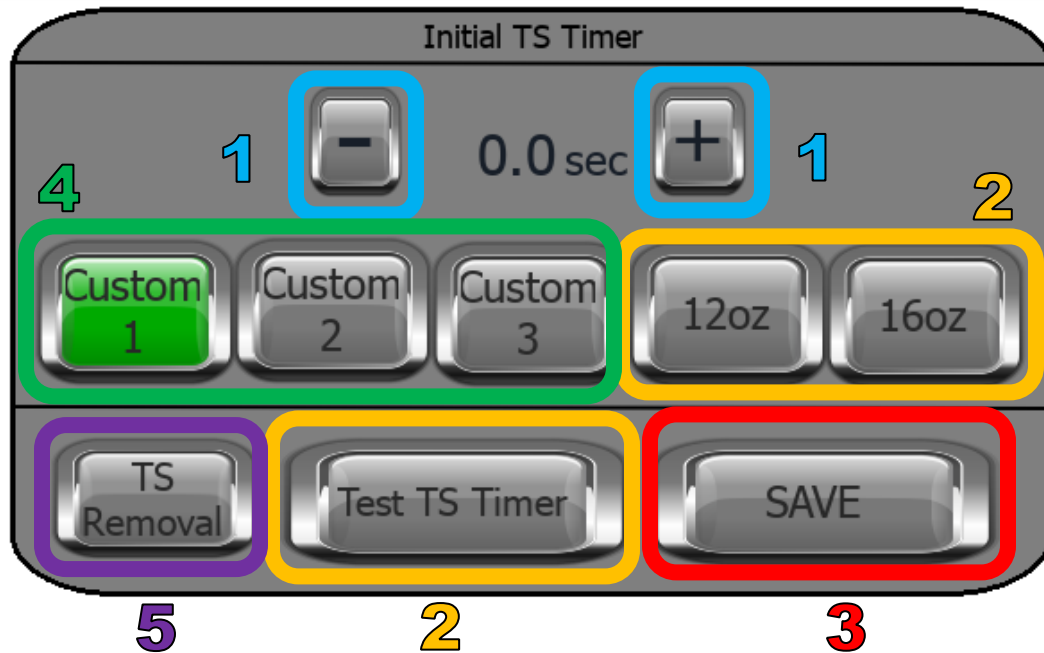 Initial TS Timer
1 - 0.0 sec + 1
4 2
Custom 1
Custom 2
Custom 3
12oz
16oz
TS Removal
Test TS Timer
SAVE
5 2 3